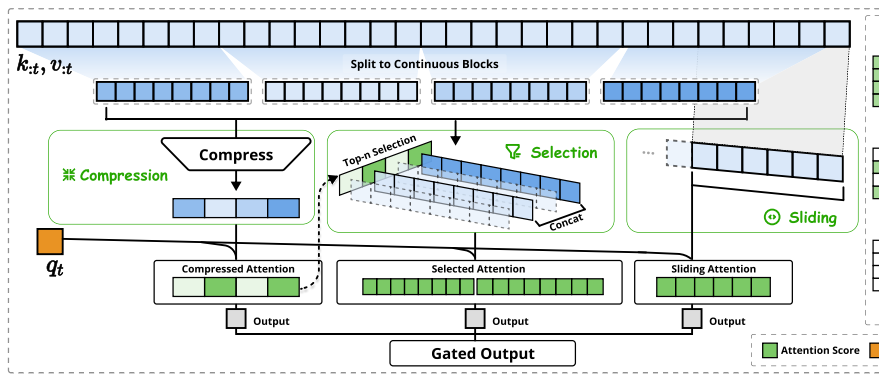 k:t, v:t
Split to Continuous Blocks
Compress
Compression
Top-n Selection
Selection
Concat
...
Sliding
qt
Compressed Attention
Selected Attention
Sliding Attention
Output
Output
Output
Gated Output
Attention Score